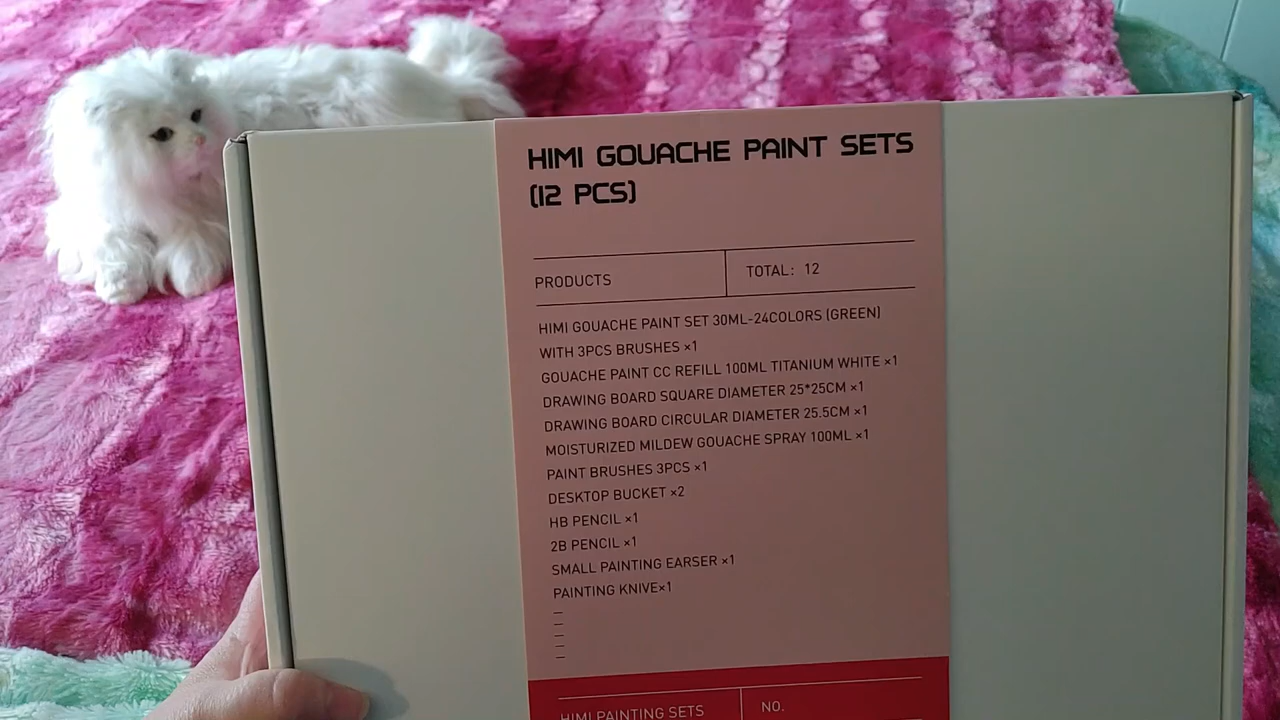 HIMI GOUACHE PAINT SETS
(12 PCS)
PRODUCTS
TOTAL: 12
HIMI GOUACHE PAINT SET 30ML-24COLORS (GREEN)
WITH 3PCS BRUSHES ×1
GOUACHE PAINT CC REFILL 100ML TITANIUM WHITE ×1
DRAWING BOARD SQUARE DIAMETER 25*25CM ×1
DRAWING BOARD CIRCULAR DIAMETER 25.5CM ×1
MOISTURIZED MILDEW GOUACHE SPRAY 100ML ×1
PAINT BRUSHES 3PCS ×1
DESKTOP BUCKET ×2
HB PENCIL ×1
2B PENCIL ×1
SMALL PAINTING EARSER ×1
PAINTING KNIVE×1
HIMI PAINTING SETS
NO.